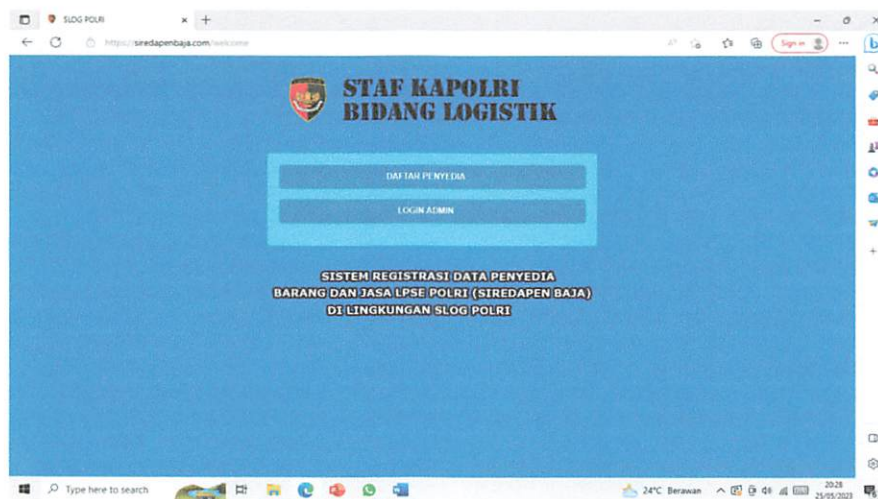 SLOG POLRI
https://siredapenbaja.com/welcome
Sign in
STAF KAPOLRI
BIDANG LOGISTIK
DAFTAR PENYEDIA
LOGIN ADMIN
SISTEM REGISTRASI DATA PENYEDIA
BARANG DAN JASA LPSE POLRI (SIREDAPEN BAJA)
DI LINGKUNGAN SLOG POLRI
Type here to search
24°C Berawan
20:28
25/05/2023